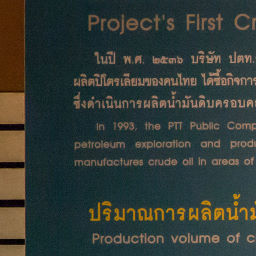 Project's First
ในปี พ.ศ. ๒๕๓๖ บริษัท ปตท.
ผลิตปิโตรเลียมของคนไทย ได้ซื้อกิจการ
ซึ่งดำเนินการผลิตน้ำมันดิบครอบค
In 1993, the PTT Public Comp
petroleum exploration and produ
manufactures crude oil in areas of
ปริมาณการผลิตน้ำมั
Production volume of c